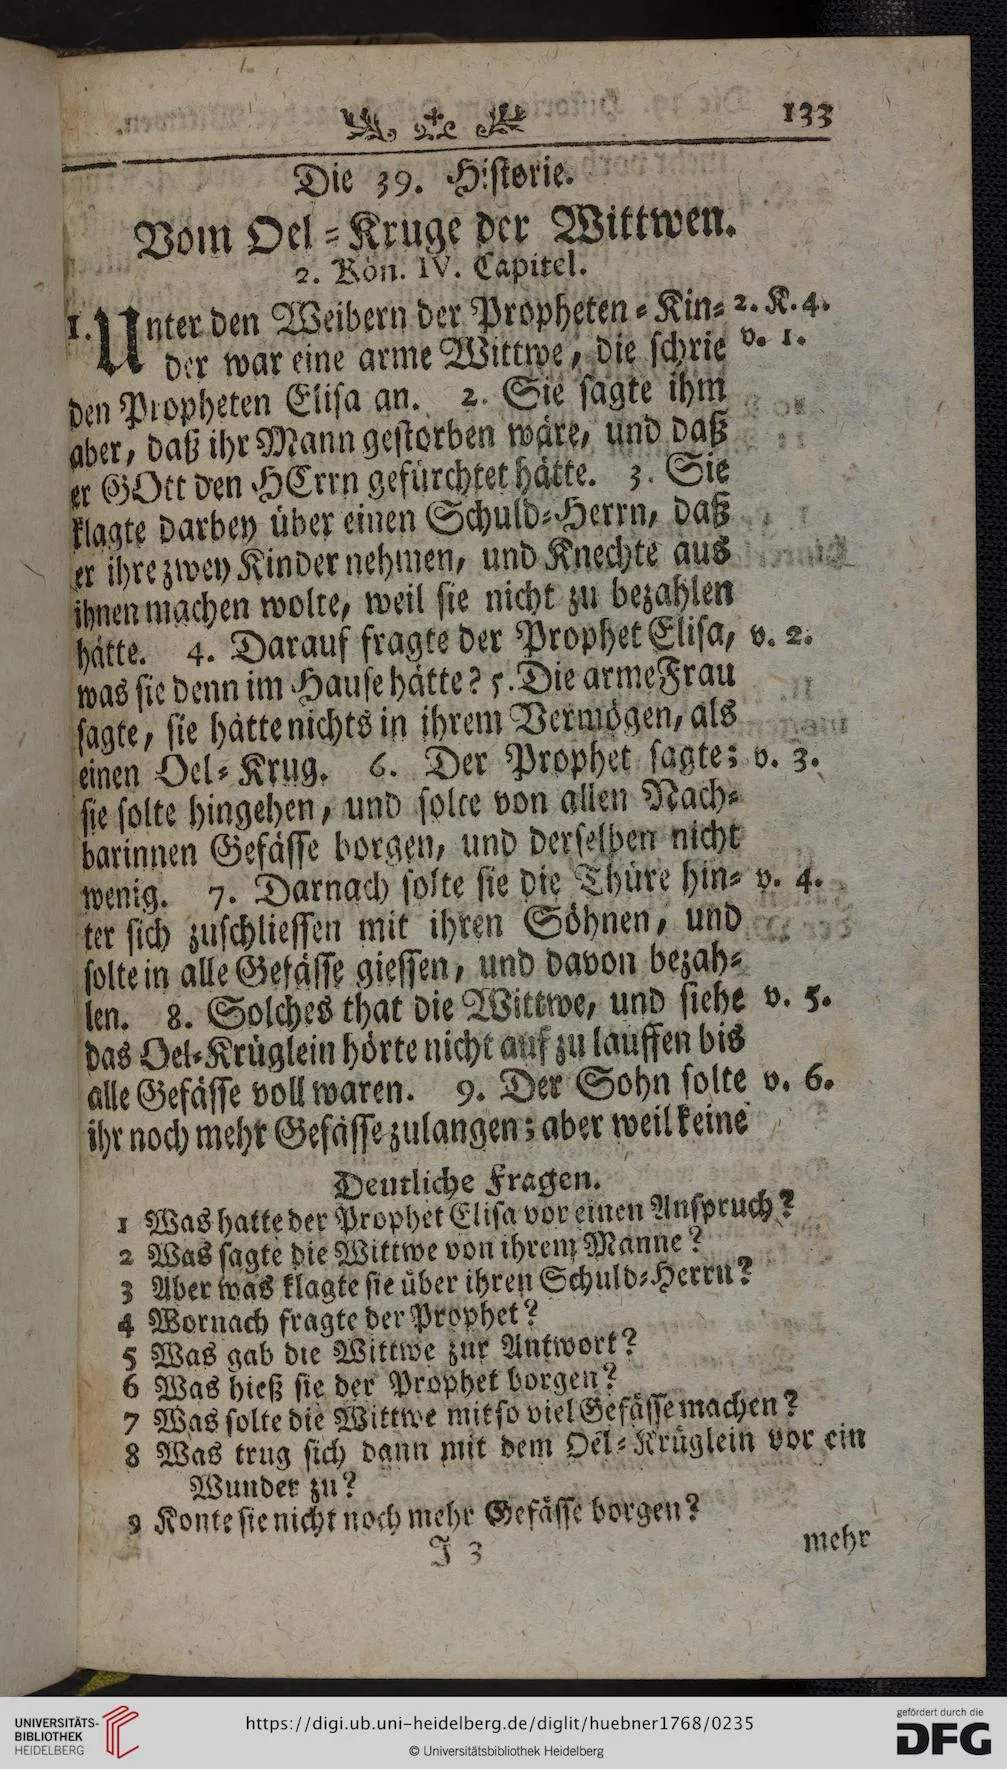 133
Die 39. Historie.
Vom Oel-Kruge der Wittwen.
2. Kön. IV. Capitel.
1. Unter den Weibern der Propheten-Kin- 2. K. 4.
der war eine arme Wittwe, die schrie v. 1.
den Propheten Elisa an. 2. Sie sagte ihm
aber, daß ihr Mann gestorben wäre, und daß
er GOtt den HErrn gefürchtet hätte. 3. Sie
klagte darbey über einen Schuld-Herrn, daß
er ihre zwey Kinder nehmen, und Knechte aus
ihnen machen wolte, weil sie nicht zu bezahlen
hätte. 4. Darauf fragte der Prophet Elisa, v. 2.
was sie denn im Hause hätte? 5. Die arme Frau
sagte, sie hätte nichts in ihrem Vermögen, als
einen Oel-Krug. 6. Der Prophet sagte; v. 3.
sie solte hingehen, und solte von allen Nach-
barinnen Gefässe borgen, und derselben nicht
wenig. 7. Darnach solte sie die Thüre hin- v. 4.
ter sich zuschliessen mit ihren Söhnen, und
solte in alle Gefässe giessen, und davon bezah-
len. 8. Solches that die Wittwe, und siehe v. 5.
das Oel-Krüglein hörte nicht auf zu lauffen bis
alle Gefässe voll waren. 9. Der Sohn solte v. 6.
ihr noch mehr Gefässe zulangen; aber weil keine
Deutliche Fragen.
1 Was hatte der Prophet Elisa vor einen Anspruch?
2 Was sagte die Wittwe von ihrem Manne?
3 Aber was klagte sie über ihren Schuld-Herrn?
4 Wornach fragte der Prophet?
5 Was gab die Wittwe zur Antwort?
6 Was hieß sie der Prophet borgen?
7 Was solte die Wittwe mit so viel Gefässe machen?
8 Was trug sich dann mit dem Oel-Krüglein vor ein
Wunder zu?
9 Konte sie nicht noch mehr Gefässe borgen?
J 3
mehr
UNIVERSITÄTS-
BIBLIOTHEK
HEIDELBERG
https://digi.ub.uni-heidelberg.de/diglit/huebner1768/0235
© Universitätsbibliothek Heidelberg
gefördert durch die
DFG